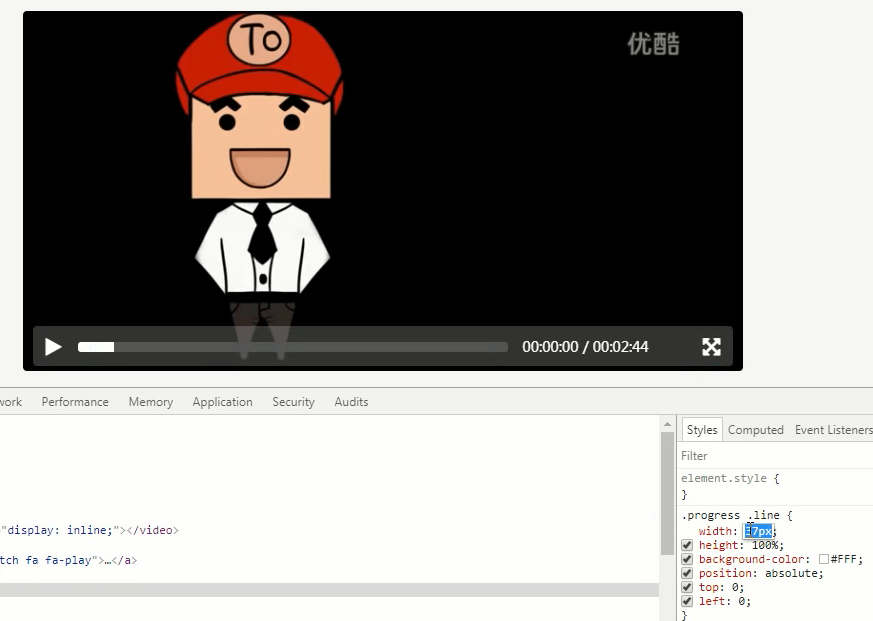 TO
优酷
00:00:00 / 00:02:44
work Performance Memory Application Security Audits
Styles Computed Event Listeners
Filter
element.style {
}
.progress .line {
width: 37px;
height: 100%;
background-color: #FFF;
position: absolute;
top: 0;
left: 0;
}
"display: inline;"></video>
tch fa fa-play">…</a>